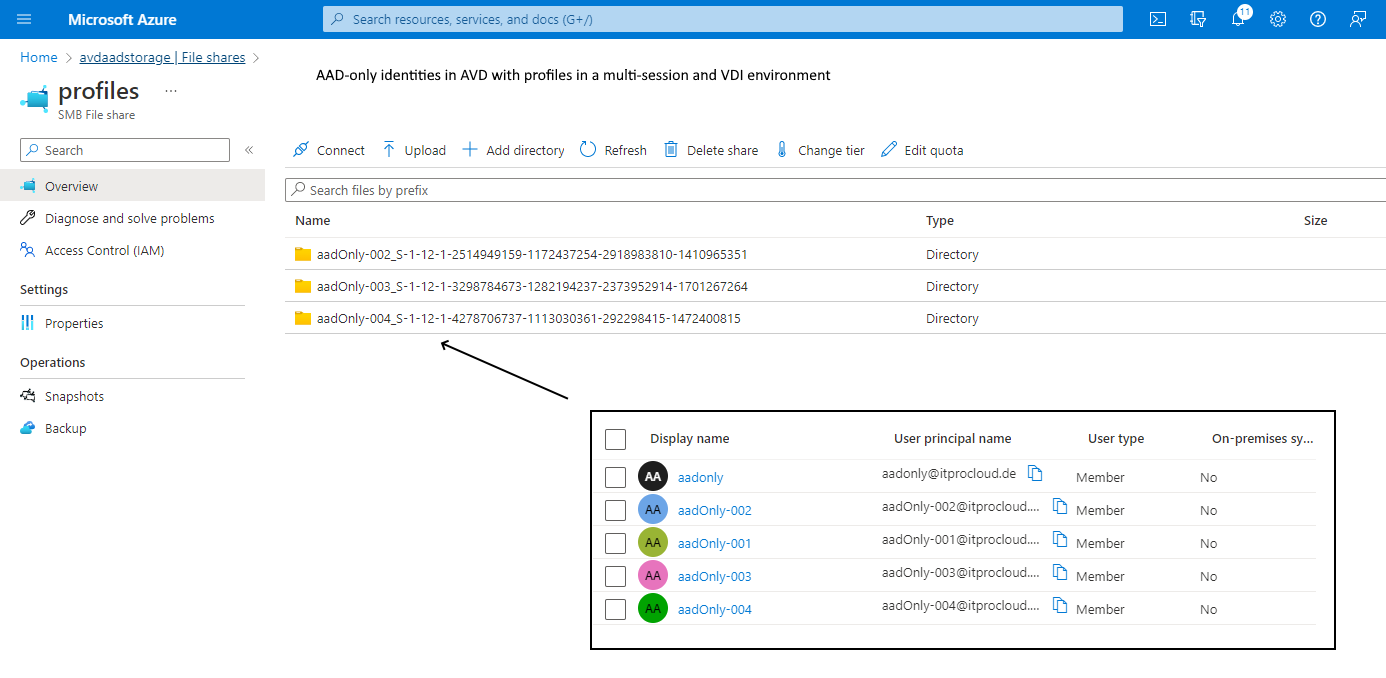 Microsoft Azure
Search resources, services, and docs (G+/)
11
Home > avdaadstorage | File shares >
AAD-only identities in AVD with profiles in a multi-session and VDI environment
profiles ...
SMB File share
Search «
Connect Upload Add directory Refresh Delete share Change tier Edit quota
Overview
Search files by prefix
Diagnose and solve problems
Name Type Size
Access Control (IAM)
aadOnly-002_S-1-12-1-2514949159-1172437254-2918983810-1410965351 Directory
Settings
aadOnly-003_S-1-12-1-3298784673-1282194237-2373952914-1701267264 Directory
Properties
aadOnly-004_S-1-12-1-4278706737-1113030361-292298415-1472400815 Directory
Operations
Snapshots
Backup
Display name User principal name User type On-premises sy...
AA aadonly aadonly@itprocloud.de Member No
AA aadOnly-002 aadOnly-002@itprocloud.... Member No
AA aadOnly-001 aadOnly-001@itprocloud.... Member No
AA aadOnly-003 aadOnly-003@itprocloud.... Member No
AA aadOnly-004 aadOnly-004@itprocloud.... Member No